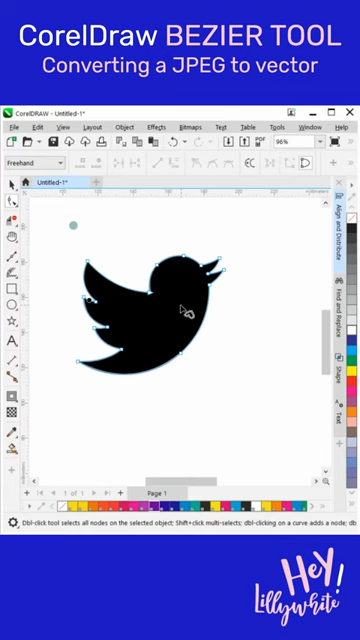 CorelDraw BEZIER TOOL
Converting a JPEG to vector
CorelDRAW - Untitled-1*
File Edit View Layout Object Effects Bitmaps Text Table Tools Window Help
PDF 96%
Freehand
Untitled-1*
millimeters
Align and Distribute
Find and Replace
Shape
Text
A
1 of 1 Page 1
Dbl-click tool selects all nodes on the selected object; Shift+click multi-selects; dbl-clicking on a curve adds a node; db
HEY!
Lillywhite